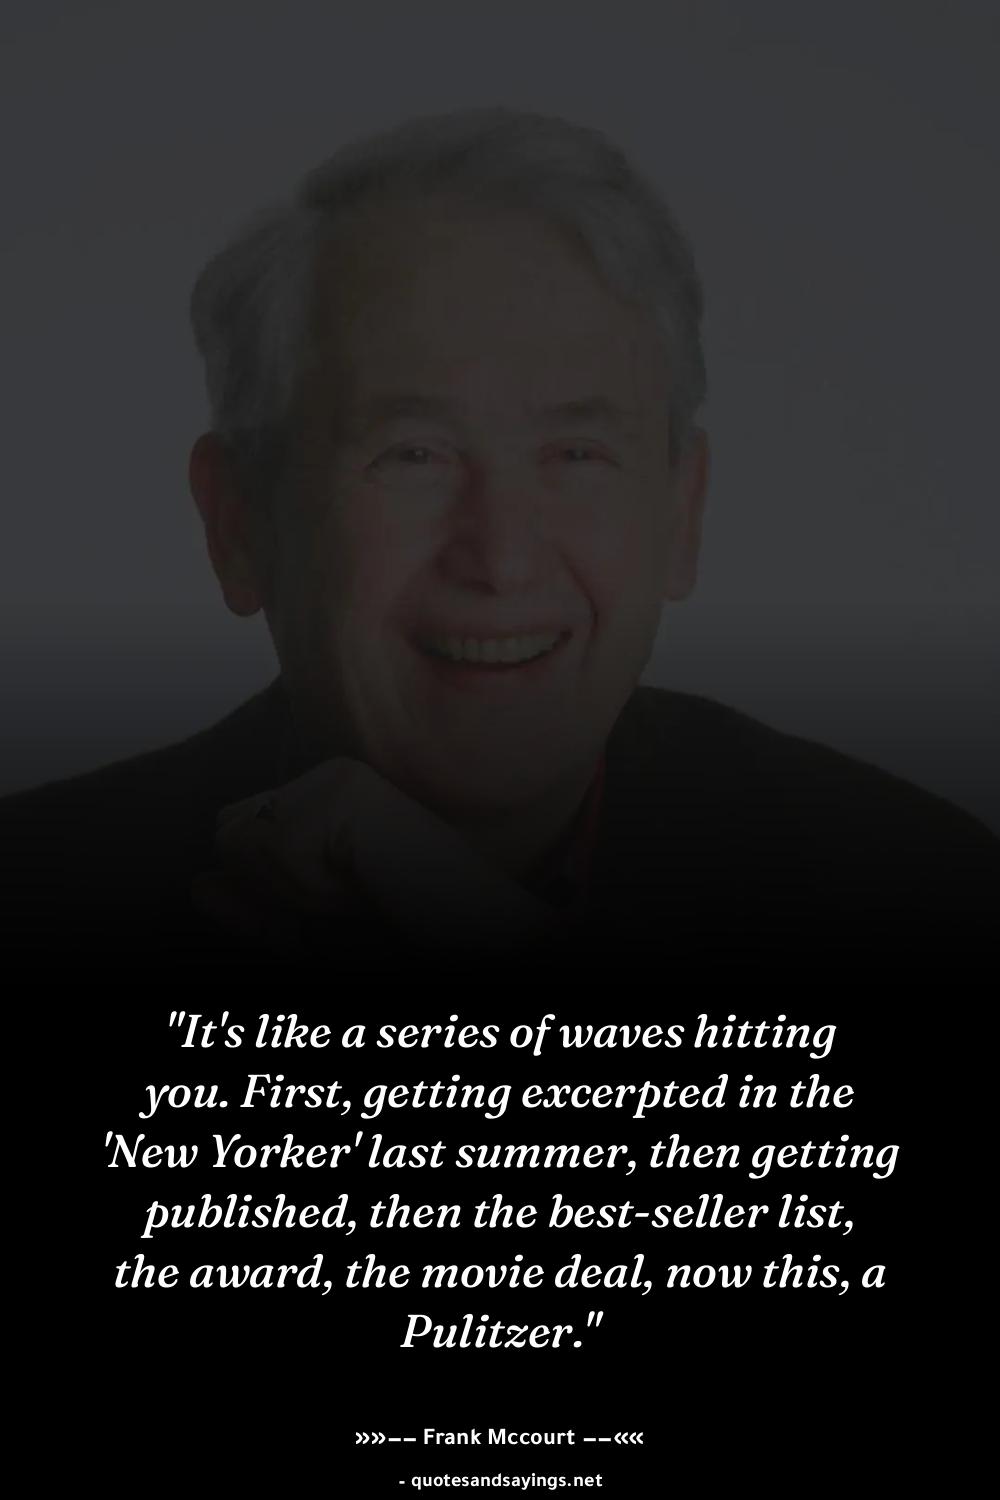 "It's like a series of waves hitting
you. First, getting excerpted in the
'New Yorker' last summer, then getting
published, then the best-seller list,
the award, the movie deal, now this, a
Pulitzer."
»»−− Frank Mccourt −−««
- quotesandsayings.net